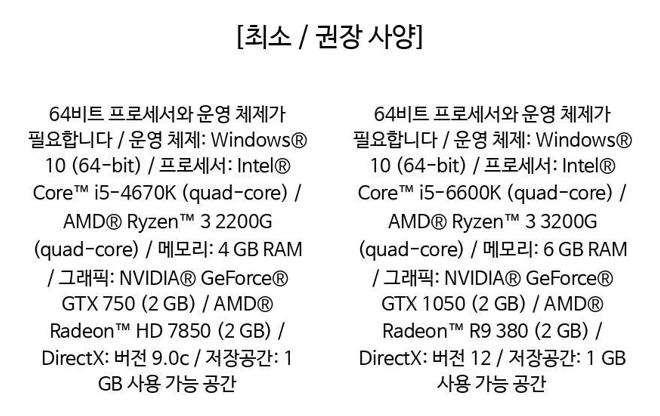 [최소 / 권장 사양]
64비트 프로세서와 운영 체제가
필요합니다 / 운영 체제: Windows®
10 (64-bit) / 프로세서: Intel®
Core™ i5-4670K (quad-core) /
AMD® Ryzen™ 3 2200G
(quad-core) / 메모리: 4 GB RAM
/ 그래픽: NVIDIA® GeForce®
GTX 750 (2 GB) / AMD®
Radeon™ HD 7850 (2 GB) /
DirectX: 버전 9.0c / 저장공간: 1
GB 사용 가능 공간
64비트 프로세서와 운영 체제가
필요합니다 / 운영 체제: Windows®
10 (64-bit) / 프로세서: Intel®
Core™ i5-6600K (quad-core) /
AMD® Ryzen™ 3 3200G
(quad-core) / 메모리: 6 GB RAM
/ 그래픽: NVIDIA® GeForce®
GTX 1050 (2 GB) / AMD®
Radeon™ R9 380 (2 GB) /
DirectX: 버전 12 / 저장공간: 1 GB
사용 가능 공간